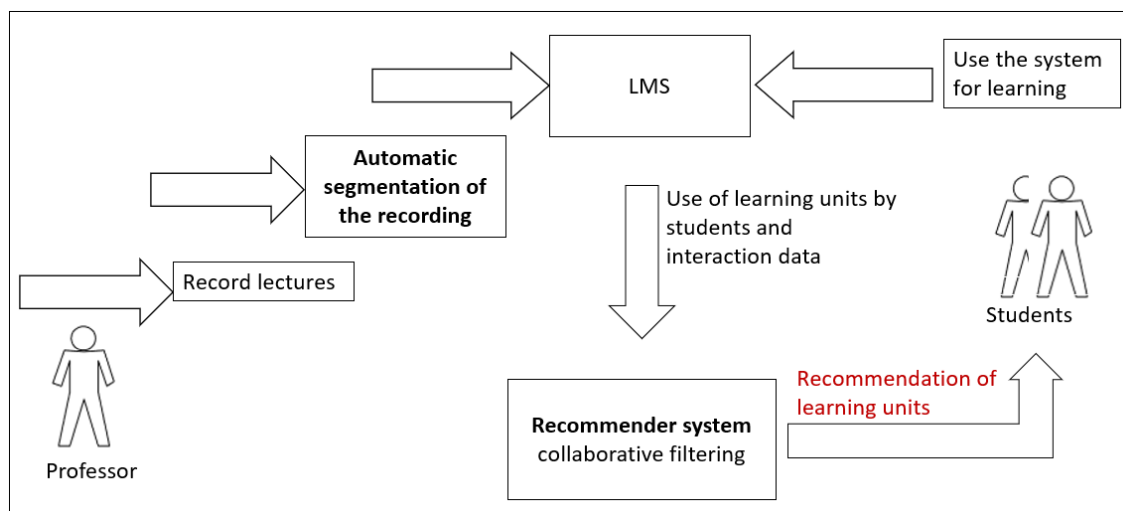 LMS
Use the system
for learning
Automatic
segmentation of
the recording
Use of learning units by
students and
interaction data
Record lectures
Students
Professor
Recommender system
collaborative filtering
Recommendation of
learning units